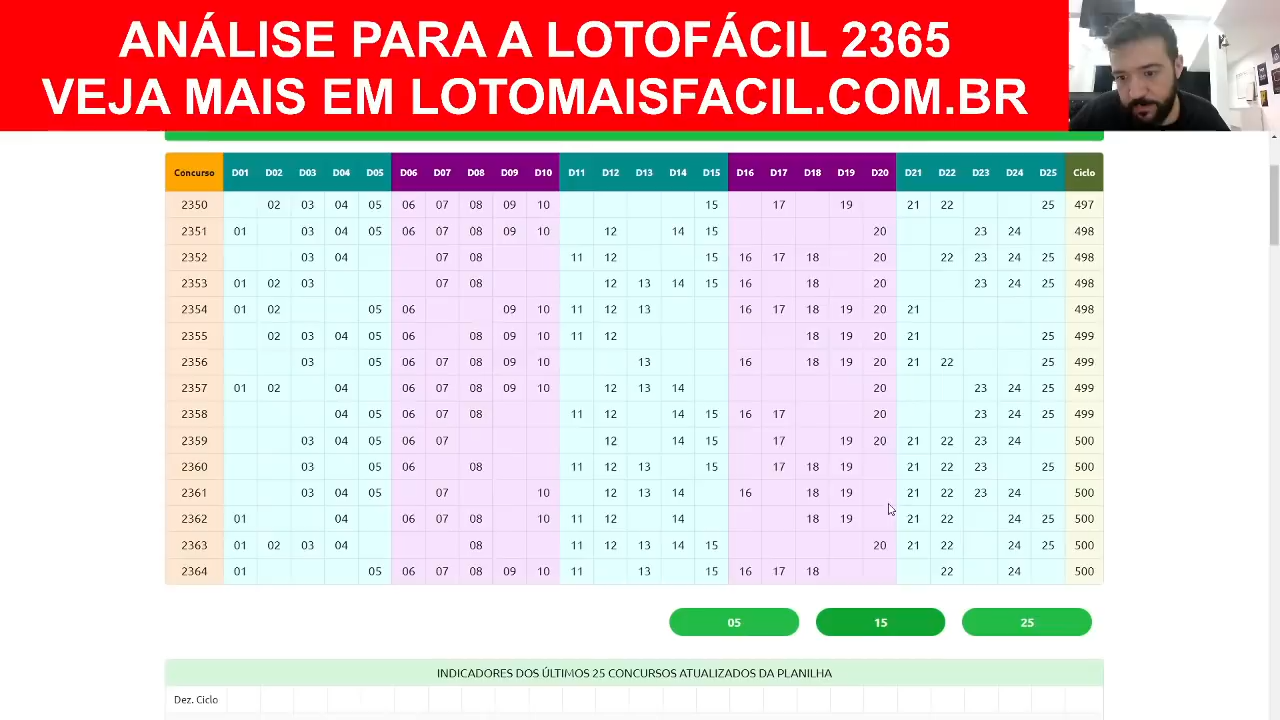 ANÁLISE PARA A LOTOFÁCIL 2365
VEJA MAIS EM LOTOMAISFACIL.COM.BR
Concurso D01 D02 D03 D04 D05 D06 D07 D08 D09 D10 D11 D12 D13 D14 D15 D16 D17 D18 D19 D20 D21 D22 D23 D24 D25 Ciclo
2350 02 03 04 05 06 07 08 09 10 15 17 19 21 22 25 497
2351 01 03 04 05 06 07 08 09 10 12 14 15 20 23 24 498
2352 03 04 07 08 11 12 15 16 17 18 20 22 23 24 25 498
2353 01 02 03 07 08 12 13 14 15 16 18 20 23 24 25 498
2354 01 02 05 06 09 10 11 12 13 16 17 18 19 20 21 498
2355 02 03 04 05 06 08 09 10 11 12 18 19 20 21 25 499
2356 03 05 06 07 08 09 10 13 16 18 19 20 21 22 25 499
2357 01 02 04 06 07 08 09 10 12 13 14 20 23 24 25 499
2358 04 05 06 07 08 11 12 14 15 16 17 20 23 24 25 499
2359 03 04 05 06 07 12 14 15 17 19 20 21 22 23 24 500
2360 03 05 06 08 11 12 13 15 17 18 19 21 22 23 25 500
2361 03 04 05 07 10 12 13 14 16 18 19 21 22 23 24 500
2362 01 04 06 07 08 10 11 12 14 18 19 21 22 24 25 500
2363 01 02 03 04 08 11 12 13 14 15 20 21 22 24 25 500
2364 01 05 06 07 08 09 10 11 13 15 16 17 18 22 24 500
05 15 25
INDICADORES DOS ÚLTIMOS 25 CONCURSOS ATUALIZADOS DA PLANILHA
Dez. Ciclo